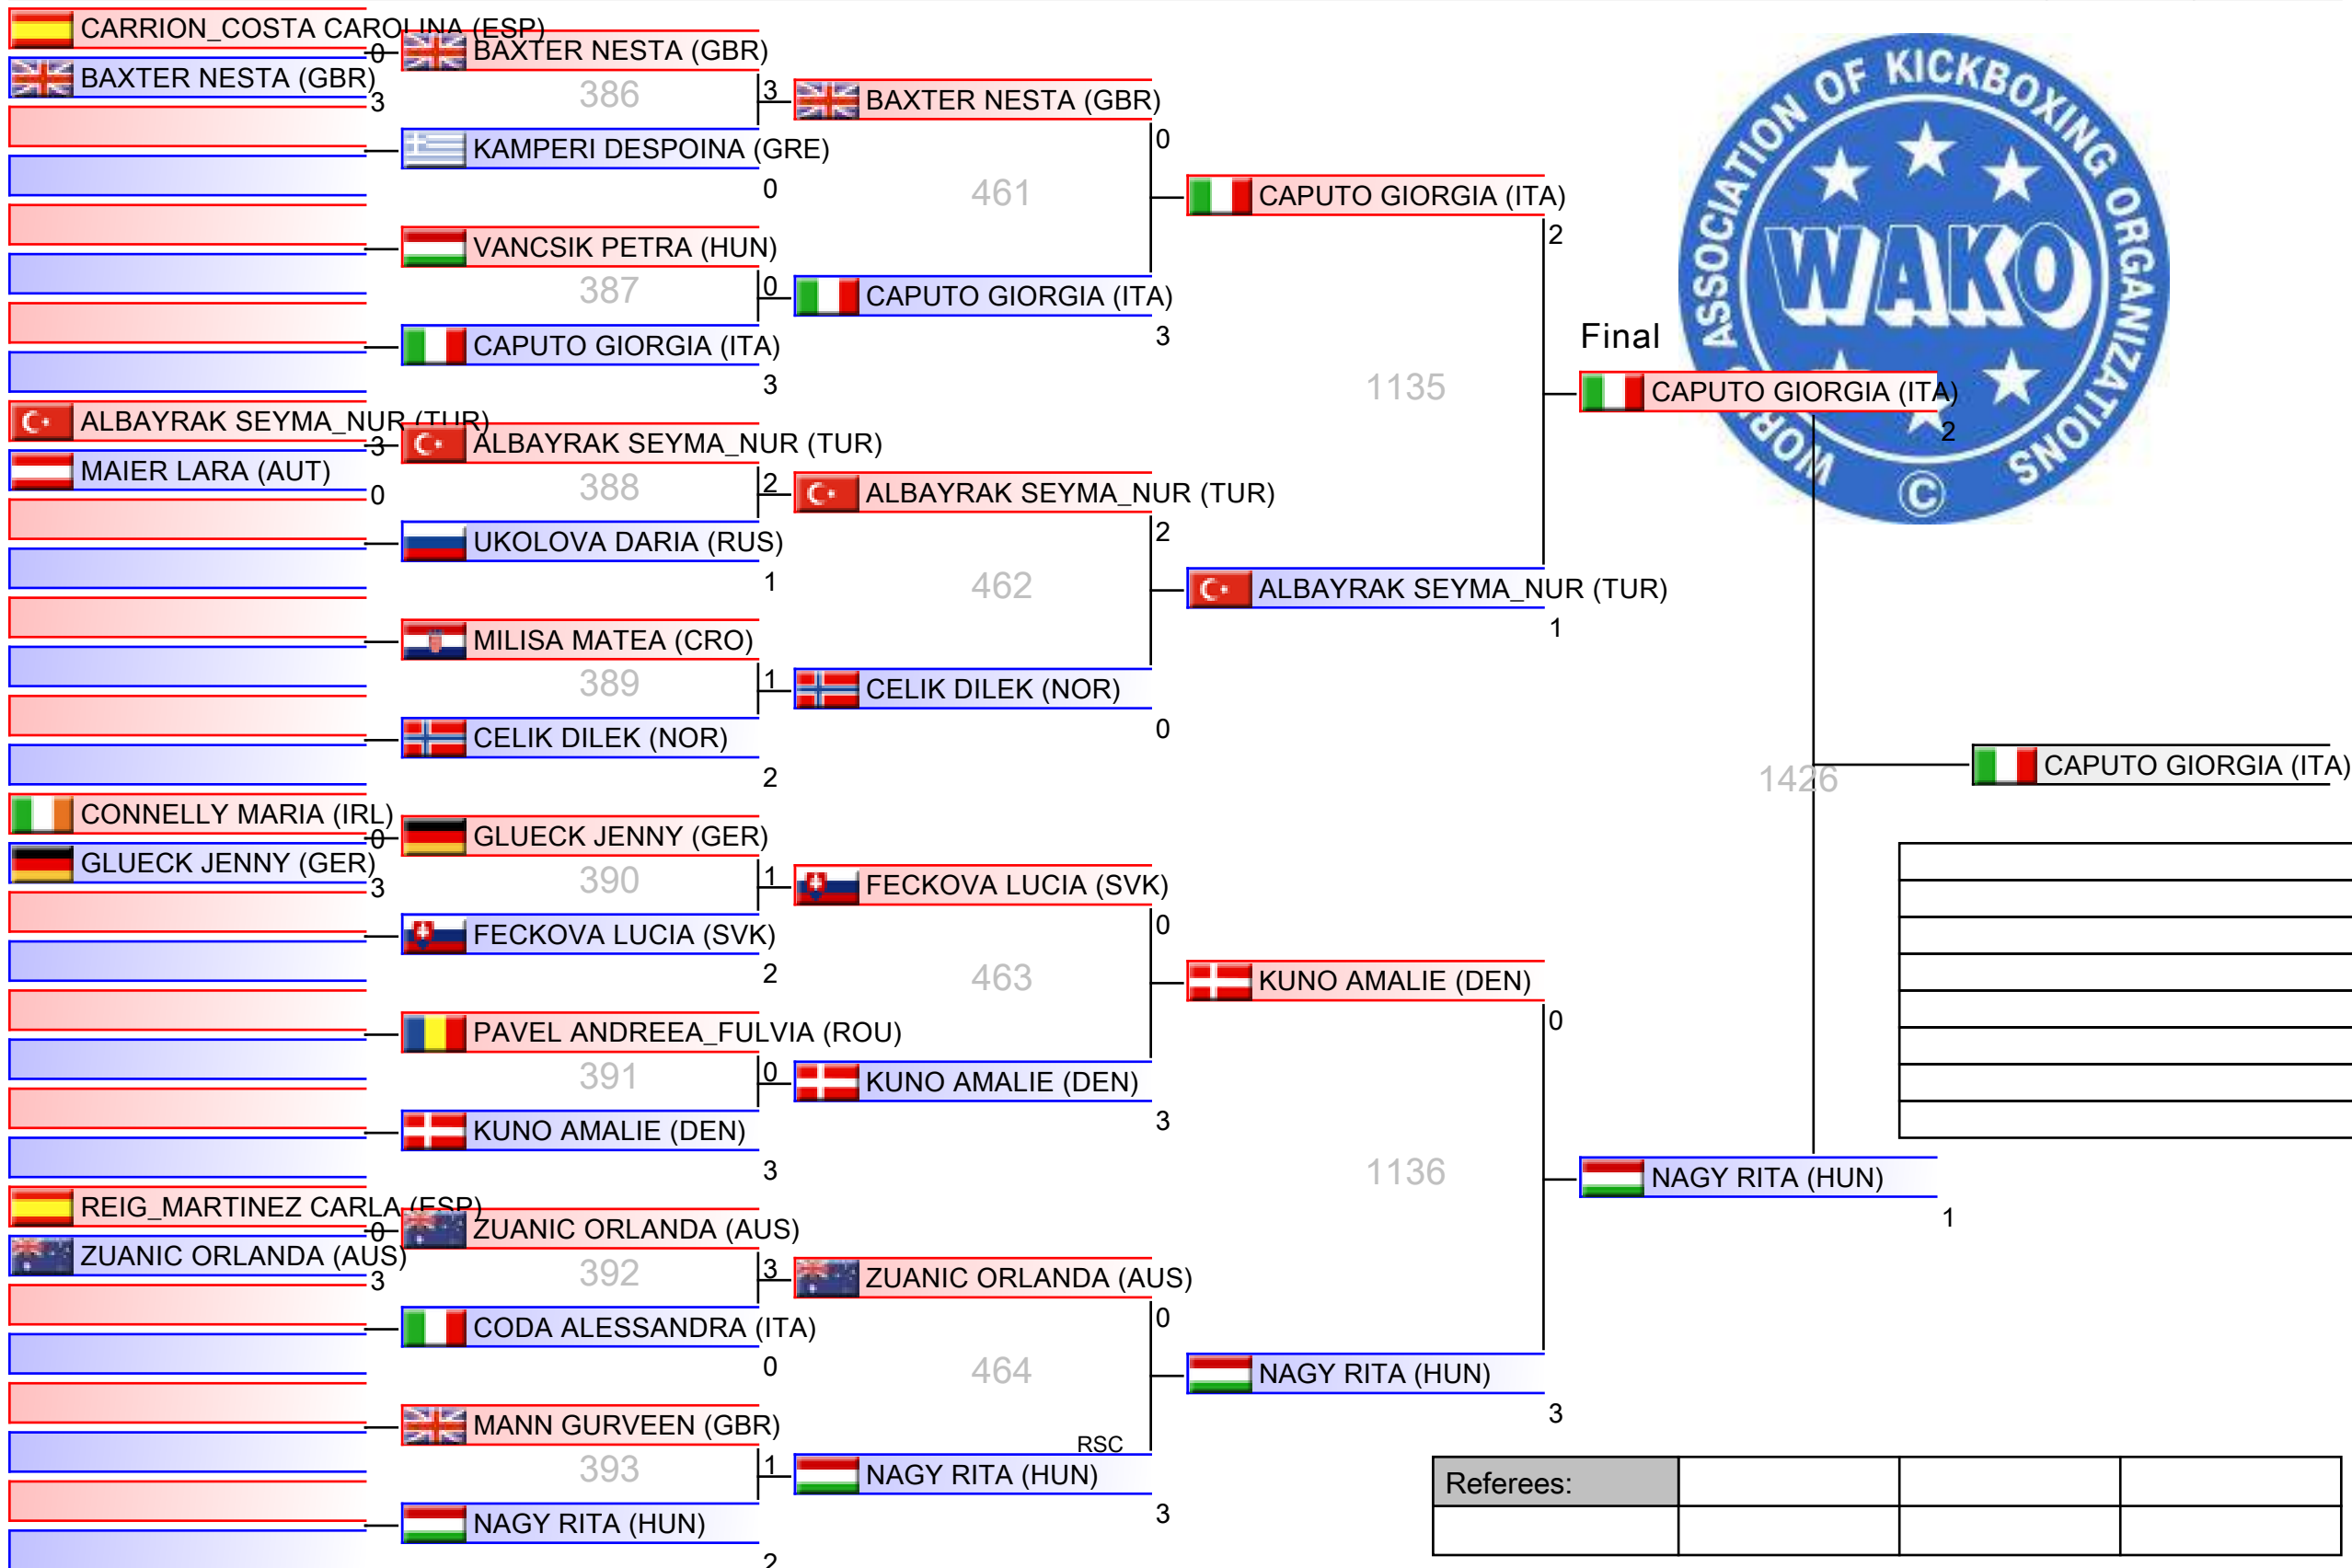 CARRION_COSTA CAROLINA (ESP)
0
BAXTER NESTA (GBR)
3
ALBAYRAK SEYMA_NUR (TUR)
3
MAIER LARA (AUT)
0
CONNELLY MARIA (IRL)
0
GLUECK JENNY (GER)
3
REIG_MARTINEZ CARLA (ESP)
0
ZUANIC ORLANDA (AUS)
3
BAXTER NESTA (GBR)
386
3
KAMPERI DESPOINA (GRE)
0
VANCSIK PETRA (HUN)
387
0
CAPUTO GIORGIA (ITA)
3
ALBAYRAK SEYMA_NUR (TUR)
388
2
UKOLOVA DARIA (RUS)
1
MILISA MATEA (CRO)
389
1
CELIK DILEK (NOR)
2
GLUECK JENNY (GER)
390
1
FECKOVA LUCIA (SVK)
2
PAVEL ANDREEA_FULVIA (ROU)
391
0
KUNO AMALIE (DEN)
3
ZUANIC ORLANDA (AUS)
392
3
CODA ALESSANDRA (ITA)
0
MANN GURVEEN (GBR)
393
1
NAGY RITA (HUN)
2
BAXTER NESTA (GBR)
0
461
CAPUTO GIORGIA (ITA)
3
ALBAYRAK SEYMA_NUR (TUR)
2
462
CELIK DILEK (NOR)
0
FECKOVA LUCIA (SVK)
0
463
KUNO AMALIE (DEN)
3
ZUANIC ORLANDA (AUS)
0
464
RSC
NAGY RITA (HUN)
3
CAPUTO GIORGIA (ITA)
2
1135
ALBAYRAK SEYMA_NUR (TUR)
1
KUNO AMALIE (DEN)
0
1136
NAGY RITA (HUN)
3
Final
CAPUTO GIORGIA (ITA)
2
1426
NAGY RITA (HUN)
1
CAPUTO GIORGIA (ITA)
WORLD ASSOCIATION OF KICKBOXING ORGANIZATIONS
WAKO
©
Referees: